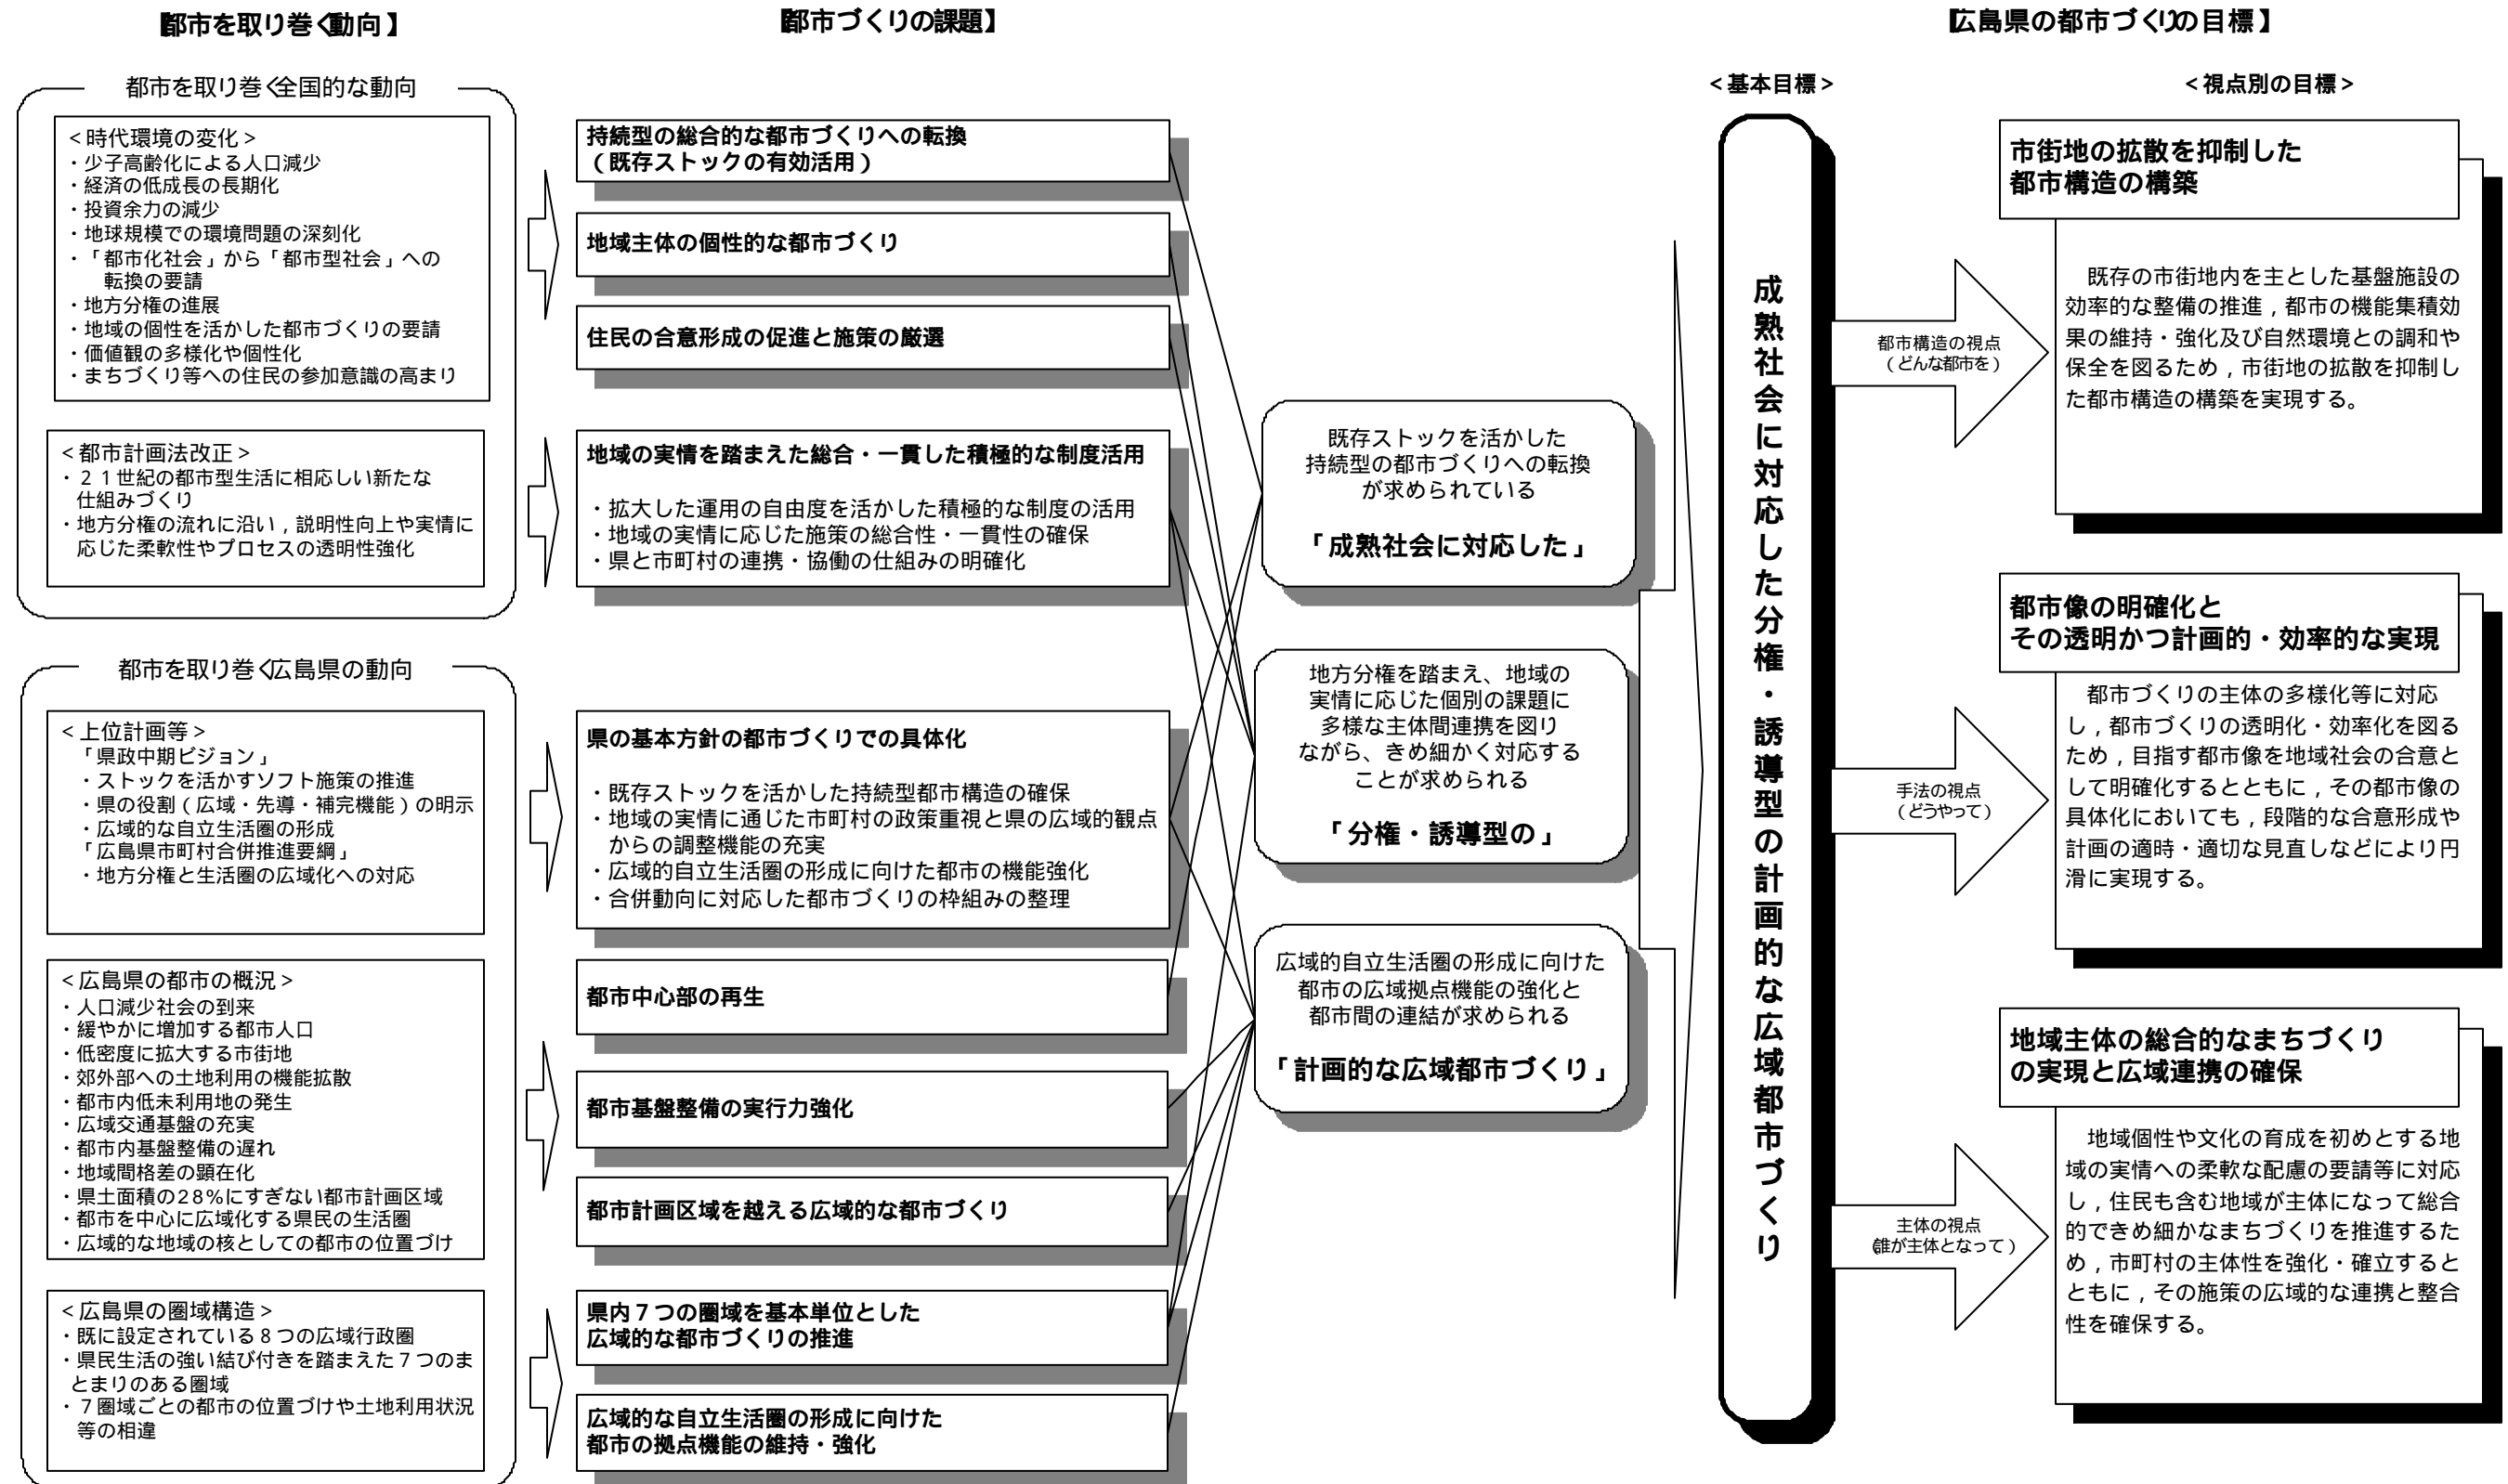 【都市を取り巻く動向】
都市を取り巻く全国的な動向
＜時代環境の変化＞
・少子高齢化による人口減少
・経済の低成長の長期化
・投資余力の減少
・地球規模での環境問題の深刻化
・「都市化社会」から「都市型社会」への
転換の要請
・地方分権の進展
・地域の個性を活かした都市づくりの要請
・価値観の多様化や個性化
・まちづくり等への住民の参加意識の高まり
＜都市計画法改正＞
・２１世紀の都市型生活に相応しい新たな
仕組みづくり
・地方分権の流れに沿い，説明性向上や実情に
応じた柔軟性やプロセスの透明性強化
都市を取り巻く広島県の動向
＜上位計画等＞
「県政中期ビジョン」
・ストックを活かすソフト施策の推進
・県の役割（広域・先導・補完機能）の明示
・広域的な自立生活圏の形成
「広島県市町村合併推進要綱」
・地方分権と生活圏の広域化への対応
＜広島県の都市の概況＞
・人口減少社会の到来
・緩やかに増加する都市人口
・低密度に拡大する市街地
・郊外部への土地利用の機能拡散
・都市内低未利用地の発生
・広域交通基盤の充実
・都市内基盤整備の遅れ
・地域間格差の顕在化
・県土面積の28％にすぎない都市計画区域
・都市を中心に広域化する県民の生活圏
・広域的な地域の核としての都市の位置づけ
＜広島県の圏域構造＞
・既に設定されている８つの広域行政圏
・県民生活の強い結び付きを踏まえた７つのま
とまりのある圏域
・７圏域ごとの都市の位置づけや土地利用状況
等の相違
【都市づくりの課題】
持続型の総合的な都市づくりへの転換
（既存ストックの有効活用）
地域主体の個性的な都市づくり
住民の合意形成の促進と施策の厳選
地域の実情を踏まえた総合・一貫した積極的な制度活用
・拡大した運用の自由度を活かした積極的な制度の活用
・地域の実情に応じた施策の総合性・一貫性の確保
・県と市町村の連携・協働の仕組みの明確化
県の基本方針の都市づくりでの具体化
・既存ストックを活かした持続型都市構造の確保
・地域の実情に通じた市町村の政策重視と県の広域的観点
からの調整機能の充実
・広域的自立生活圏の形成に向けた都市の機能強化
・合併動向に対応した都市づくりの枠組みの整理
都市中心部の再生
都市基盤整備の実行力強化
都市計画区域を越える広域的な都市づくり
県内７つの圏域を基本単位とした
広域的な都市づくりの推進
広域的な自立生活圏の形成に向けた
都市の拠点機能の維持・強化
既存ストックを活かした
持続型の都市づくりへの転換
が求められている
「成熟社会に対応した」
地方分権を踏まえ、地域の
実情に応じた個別の課題に
多様な主体間連携を図り
ながら、きめ細かく対応する
ことが求められる
「分権・誘導型の」
広域的自立生活圏の形成に向けた
都市の広域拠点機能の強化と
都市間の連結が求められる
「計画的な広域都市づくり」
【広島県の都市づくりの目標】
＜基本目標＞
成熟社会に対応した分権・誘導型の計画的な広域都市づくり
＜視点別の目標＞
都市構造の視点
（どんな都市を）
市街地の拡散を抑制した
都市構造の構築
既存の市街地内を主とした基盤施設の
効率的な整備の推進，都市の機能集積効
果の維持・強化及び自然環境との調和や
保全を図るため，市街地の拡散を抑制し
た都市構造の構築を実現する。
手法の視点
（どうやって）
都市像の明確化と
その透明かつ計画的・効率的な実現
都市づくりの主体の多様化等に対応
し，都市づくりの透明化・効率化を図る
ため，目指す都市像を地域社会の合意と
して明確化するとともに，その都市像の
具体化においても，段階的な合意形成や
計画の適時・適切な見直しなどにより円
滑に実現する。
主体の視点
（誰が主体となって）
地域主体の総合的なまちづくり
の実現と広域連携の確保
地域個性や文化の育成を初めとする地
域の実情への柔軟な配慮の要請等に対応
し，住民も含む地域が主体になって総合
的できめ細かなまちづくりを推進するた
め，市町村の主体性を強化・確立すると
ともに，その施策の広域的な連携と整合
性を確保する。